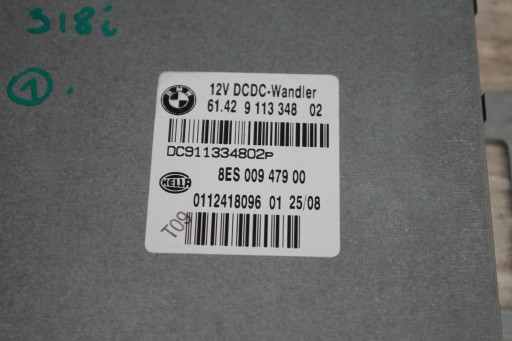 318i
1.
BMW
12V DCDC-Wandler
61.42 9 113 348 02
DC911334802P
8ES 009 479 00
HELLA
0112418096 01 25/08
T09